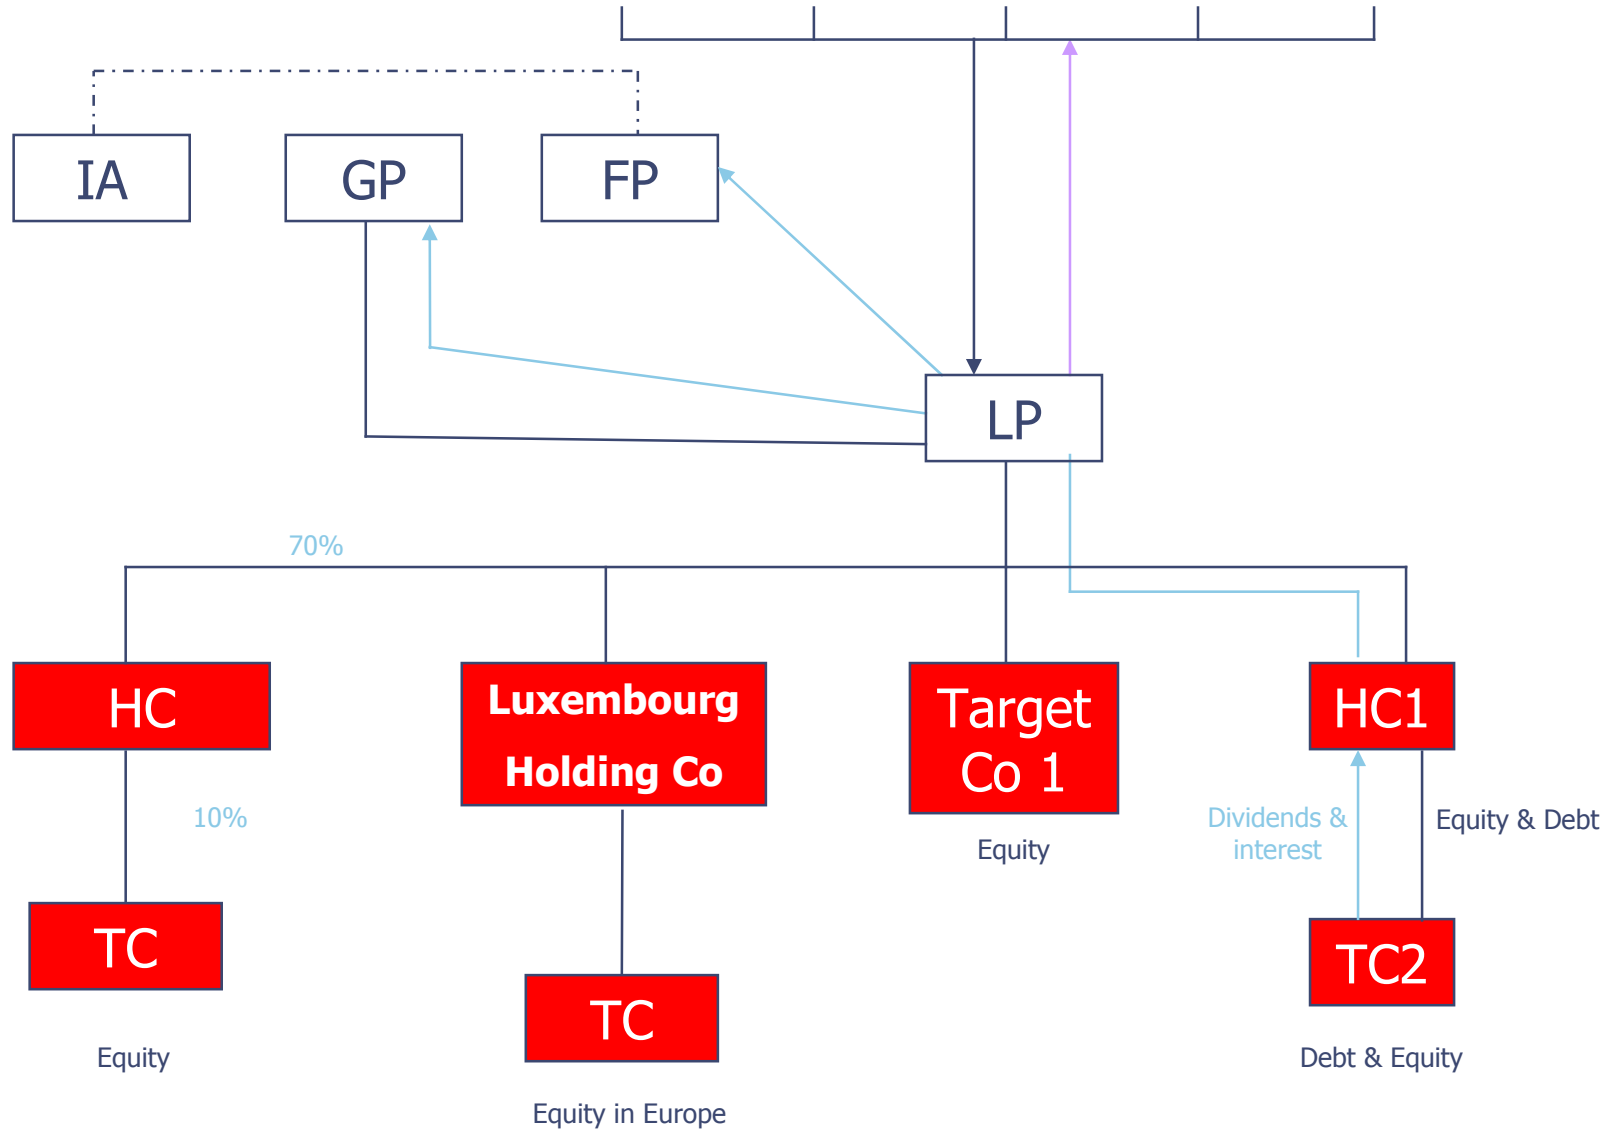 IA
GP
FP
LP
70%
HC
Luxembourg
Holding Co
Target
Co 1
HC1
10%
Dividends &
interest
Equity & Debt
Equity
TC
TC
TC2
Equity
Debt & Equity
Equity in Europe